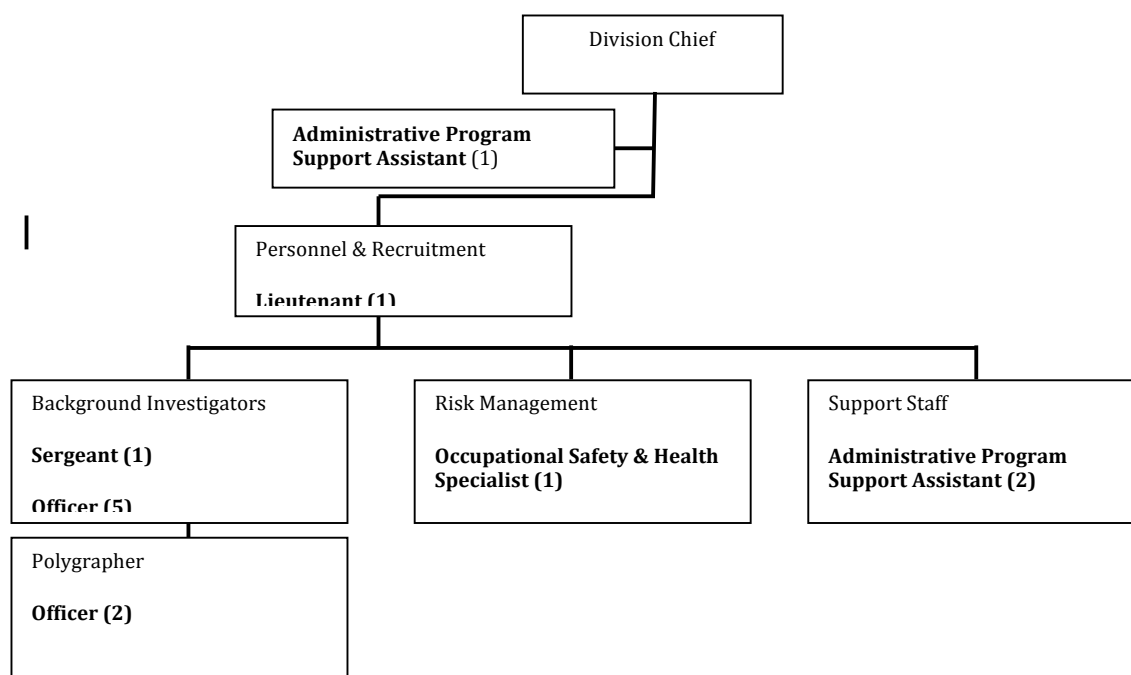 Division Chief
Administrative Program
Support Assistant (1)
Personnel & Recruitment
Lieutenant (1)
Background Investigators
Sergeant (1)
Officer (5)
Risk Management
Occupational Safety & Health
Specialist (1)
Support Staff
Administrative Program
Support Assistant (2)
Polygrapher
Officer (2)